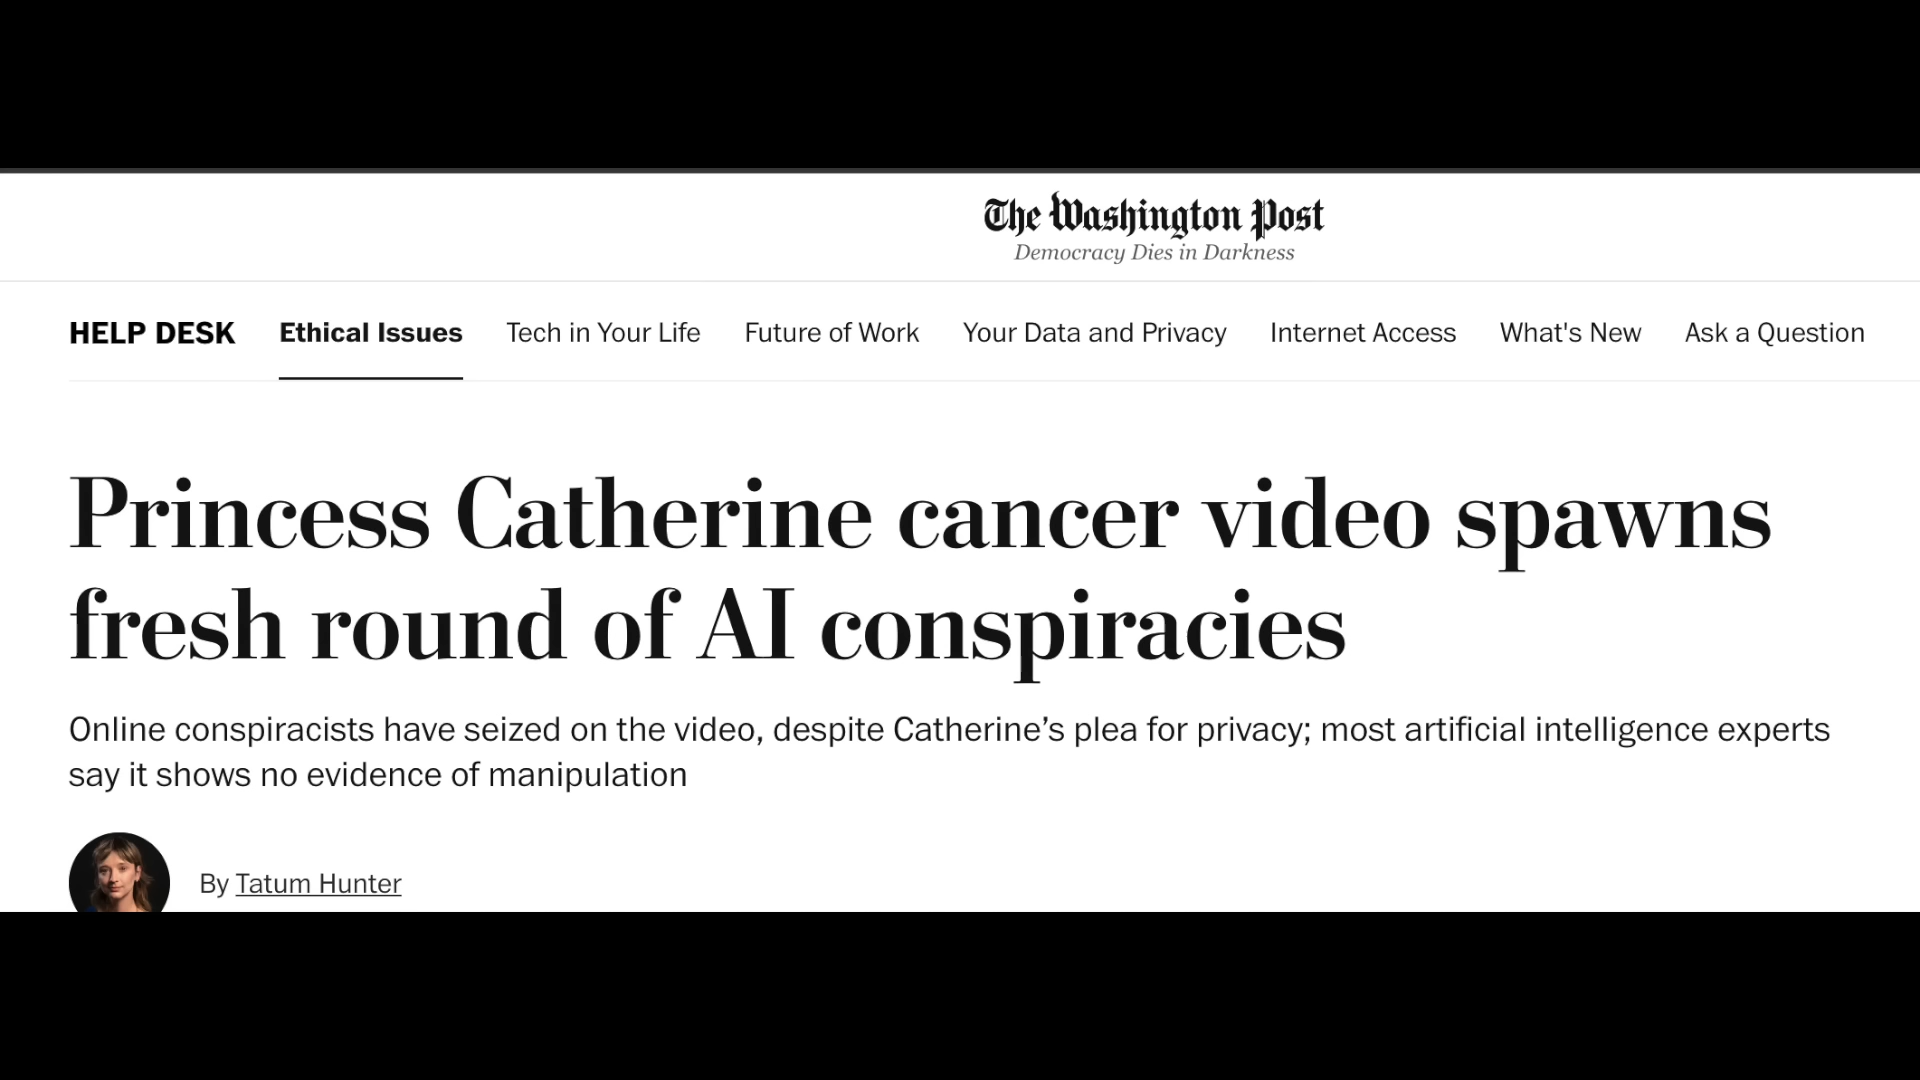 The Washington Post
Democracy Dies in Darkness
HELP DESK Ethical Issues Tech in Your Life Future of Work Your Data and Privacy Internet Access What's New Ask a Question
Princess Catherine cancer video spawns
fresh round of AI conspiracies
Online conspiracists have seized on the video, despite Catherine’s plea for privacy; most artificial intelligence experts
say it shows no evidence of manipulation
By Tatum Hunter